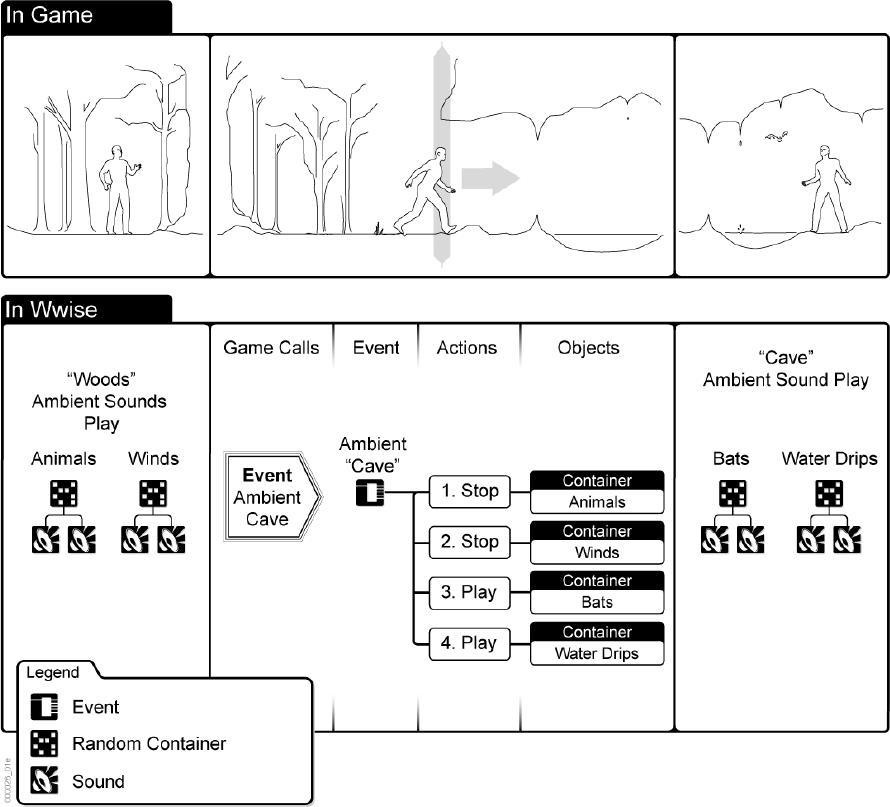 In Game
In Wwise
“Woods”
Ambient Sounds
Play
Animals
Winds
Game Calls
Event
Actions
Objects
Event
Ambient
Cave
Ambient
“Cave”
1. Stop
Container
Animals
2. Stop
Container
Winds
3. Play
Container
Bats
4. Play
Container
Water Drips
“Cave”
Ambient Sound Play
Bats
Water Drips
Legend
Event
Random Container
Sound